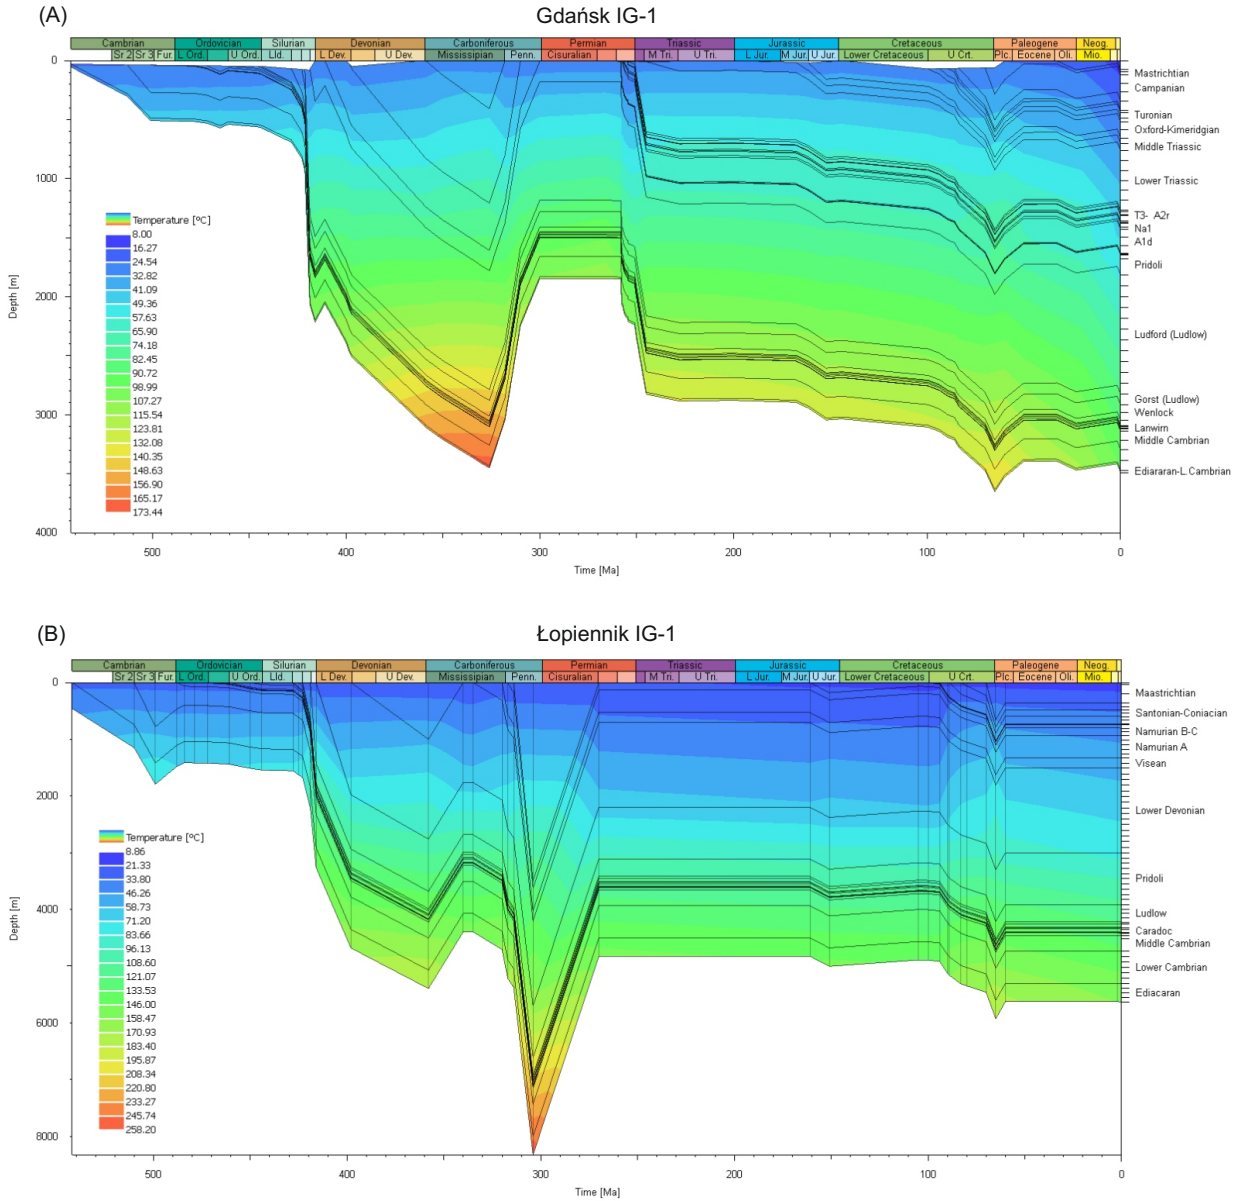 (A)
Gdańsk IG-1
Cambrian Ordovician Silurian Devonian Carboniferous Permian Triassic Jurassic Cretaceous Paleogene Neog.
Sr 2 Sr 3 Fur. L Ord. U Ord. Lld. L Dev. U Dev. Mississipian Penn. Cisuralian M Tri. U Tri. L Jur. M Jur. U Jur. Lower Cretaceous U Crt. Plc. Eocene Oli. Mio.
0
1000
2000
3000
4000
Depth [m]
Temperature [ºC]
8.00
16.27
24.54
32.82
41.09
49.36
57.63
65.90
74.18
82.45
90.72
98.99
107.27
115.54
123.81
132.08
140.35
148.63
156.90
165.17
173.44
Mastrichtian
Campanian
Turonian
Oxford-Kimeridgian
Middle Triassic
Lower Triassic
T3- A2r
Na1
A1d
Pridoli
Ludford (Ludlow)
Gorst (Ludlow)
Wenlock
Lanwirn
Middle Cambrian
Ediararan-L.Cambrian
500 400 300 200 100 0
Time [Ma]
(B)
Łopiennik IG-1
Cambrian Ordovician Silurian Devonian Carboniferous Permian Triassic Jurassic Cretaceous Paleogene Neog.
Sr 2 Sr 3 Fur. L Ord. U Ord. Lld. L Dev. U Dev. Mississipian Penn. Cisuralian M Tri. U Tri. L Jur. M Jur. U Jur. Lower Cretaceous U Crt. Plc. Eocene Oli. Mio.
0
2000
4000
6000
8000
Depth [m]
Temperature [ºC]
8.86
21.33
33.80
46.26
58.73
71.20
83.66
96.13
108.60
121.07
133.53
146.00
158.47
170.93
183.40
195.87
208.34
220.80
233.27
245.74
258.20
Maastrichtian
Santonian-Coniacian
Namurian B-C
Namurian A
Visean
Lower Devonian
Pridoli
Ludlow
Caradoc
Middle Cambrian
Lower Cambrian
Ediacaran
500 400 300 200 100 0
Time [Ma]